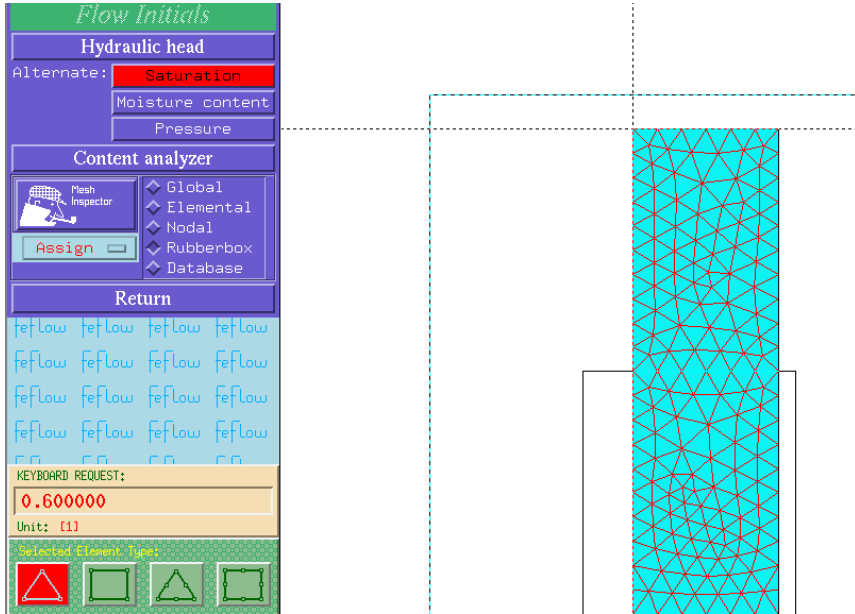 Flow Initials
Hydraulic head
Alternate: Saturation
Moisture content
Pressure
Content analyzer
Mesh Inspector
Global
Elemental
Nodal
Assign
Rubberbox
Database
Return
feflow feflow feflow feflow
feflow feflow feflow feflow
feflow feflow feflow feflow
feflow feflow feflow feflow
KEYBOARD REQUEST:
0.600000
Unit: [1]
Selected Element Type: